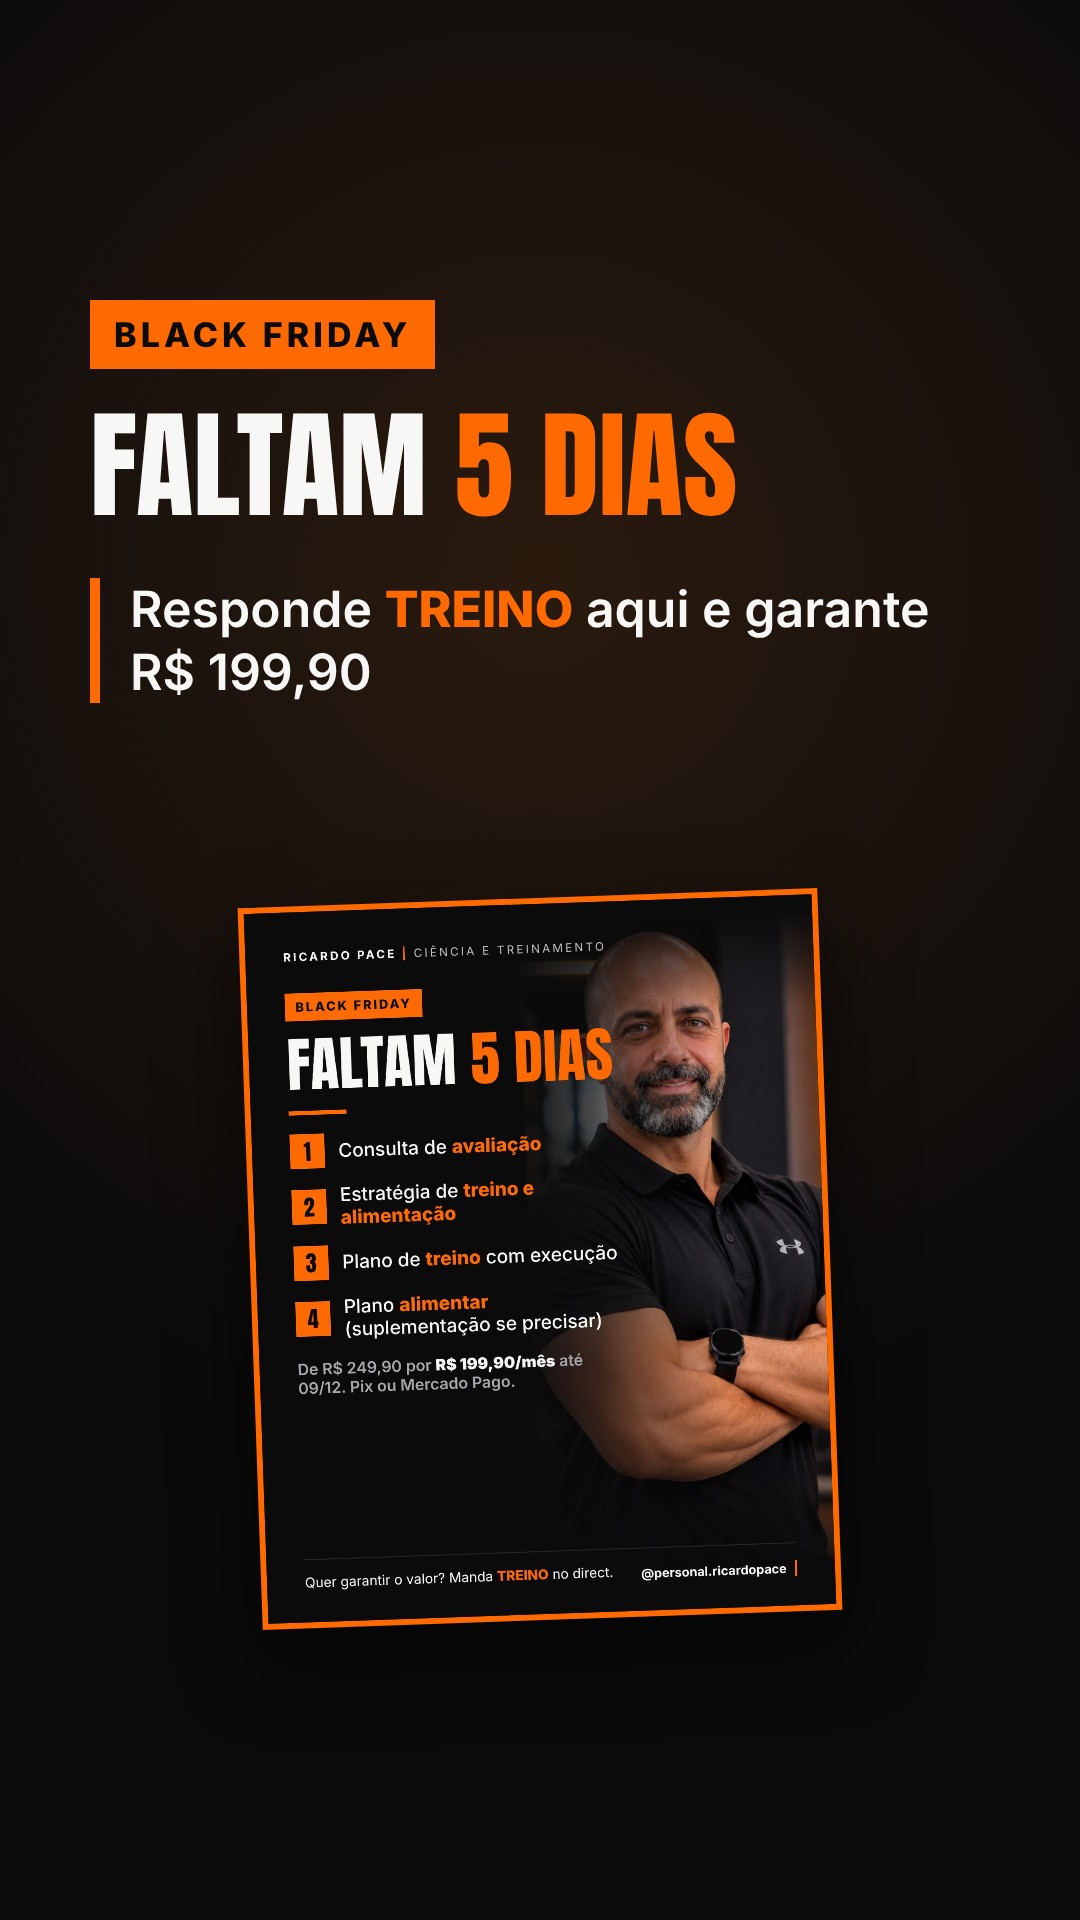 BLACK FRIDAY
FALTAM 5 DIAS
Responde TREINO aqui e garante
R$ 199,90
RICARDO PACE | CIÊNCIA E TREINAMENTO
BLACK FRIDAY
FALTAM 5 DIAS
1 Consulta de avaliação
2 Estratégia de treino e
alimentação
3 Plano de treino com execução
4 Plano alimentar
(suplementação se precisar)
De R$ 249,90 por R$ 199,90/mês até
09/12. Pix ou Mercado Pago.
Quer garantir o valor? Manda TREINO no direct. @personal.ricardopace